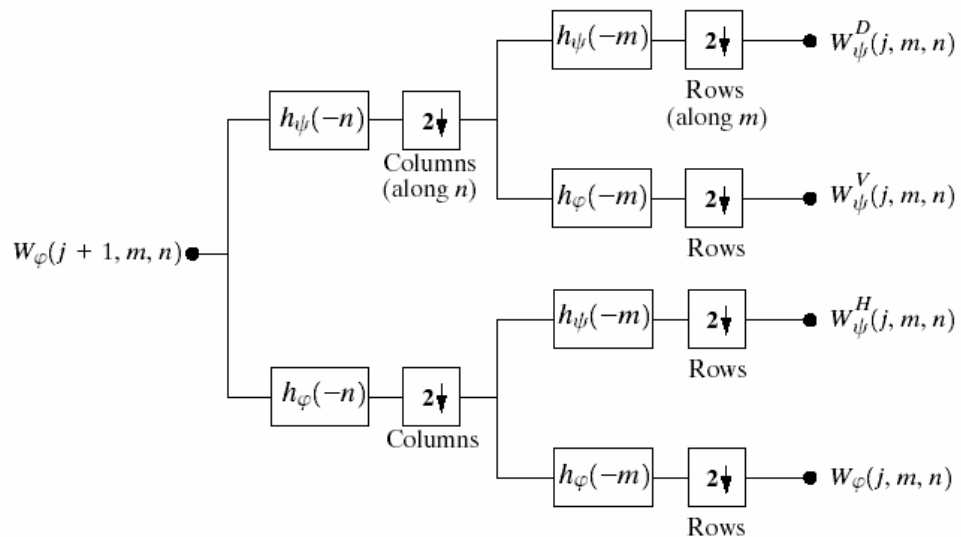 h_ψ(−m) 2↓ W_ψ^D(j, m, n)
Rows
(along m)
h_ψ(−n) 2↓
Columns
(along n)
h_φ(−m) 2↓ W_ψ^V(j, m, n)
Rows
W_φ(j + 1, m, n)
h_ψ(−m) 2↓ W_ψ^H(j, m, n)
Rows
h_φ(−n) 2↓
Columns
h_φ(−m) 2↓ W_φ(j, m, n)
Rows